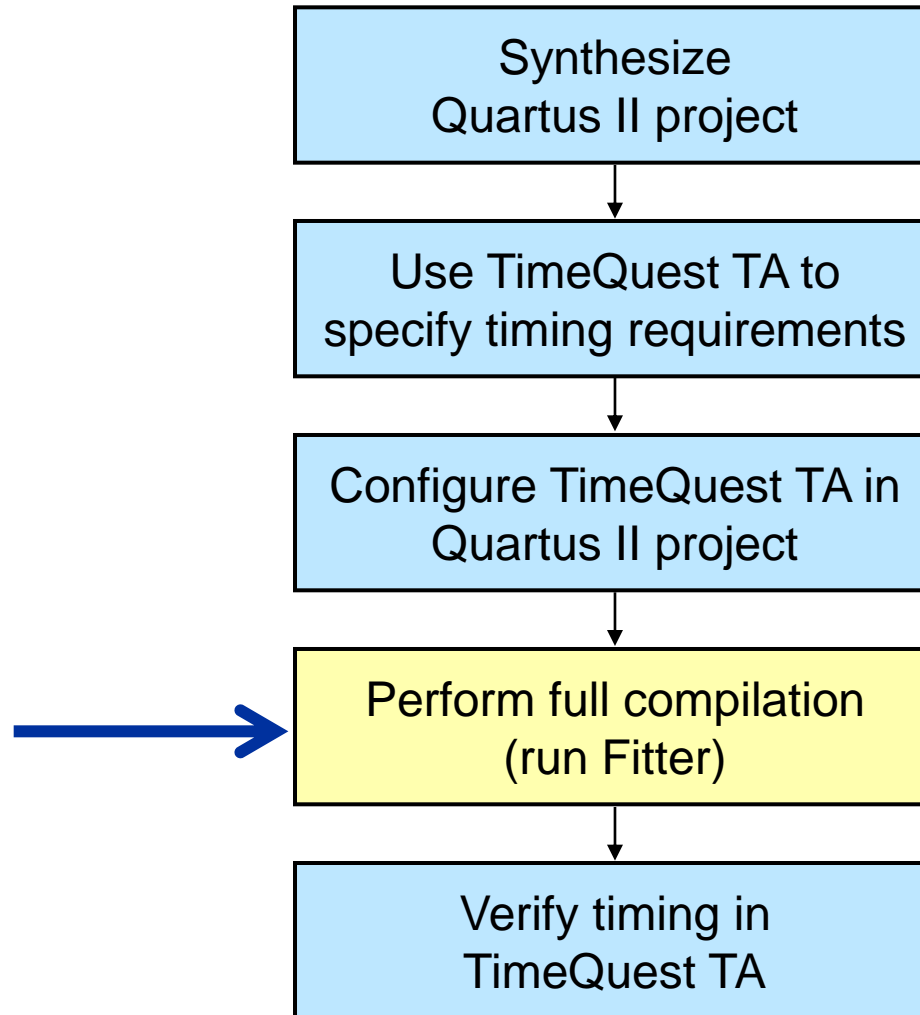 Synthesize
Quartus II project
Use TimeQuest TA to
specify timing requirements
Configure TimeQuest TA in
Quartus II project
Perform full compilation
(run Fitter)
Verify timing in
TimeQuest TA